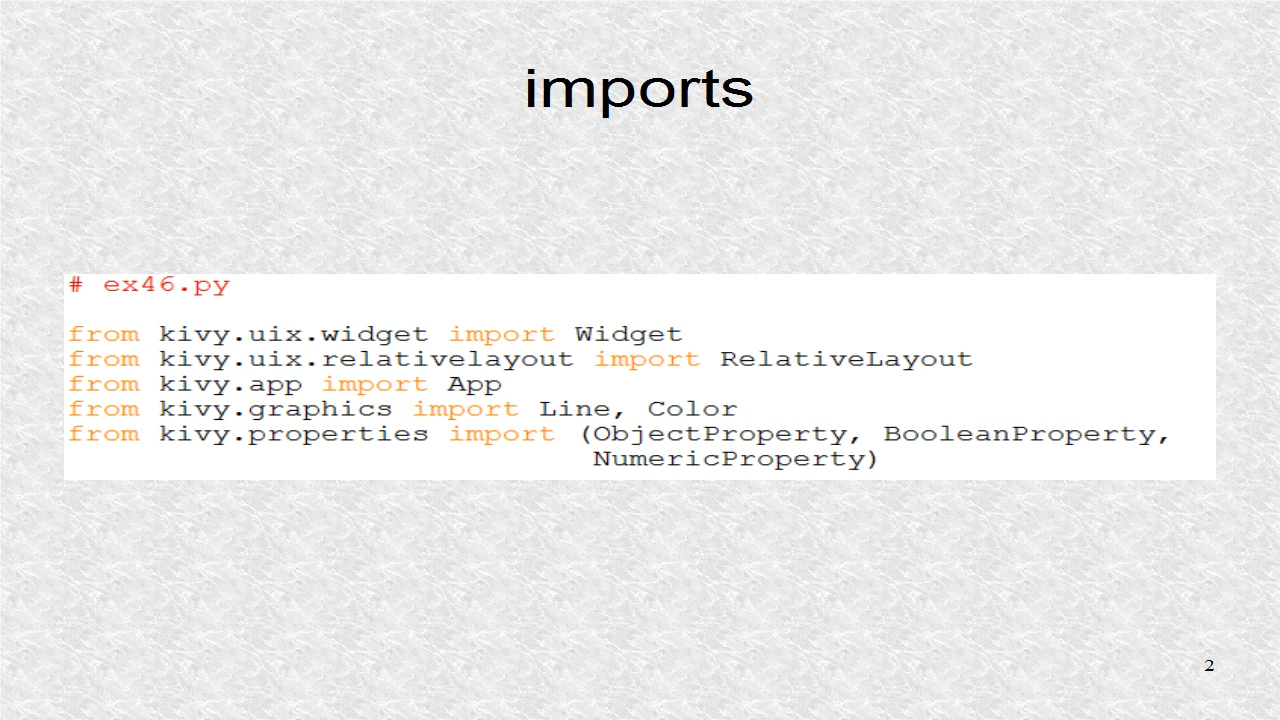 imports
# ex46.py
from kivy.uix.widget import Widget
from kivy.uix.relativelayout import RelativeLayout
from kivy.app import App
from kivy.graphics import Line, Color
from kivy.properties import (ObjectProperty, BooleanProperty,
NumericProperty)
2